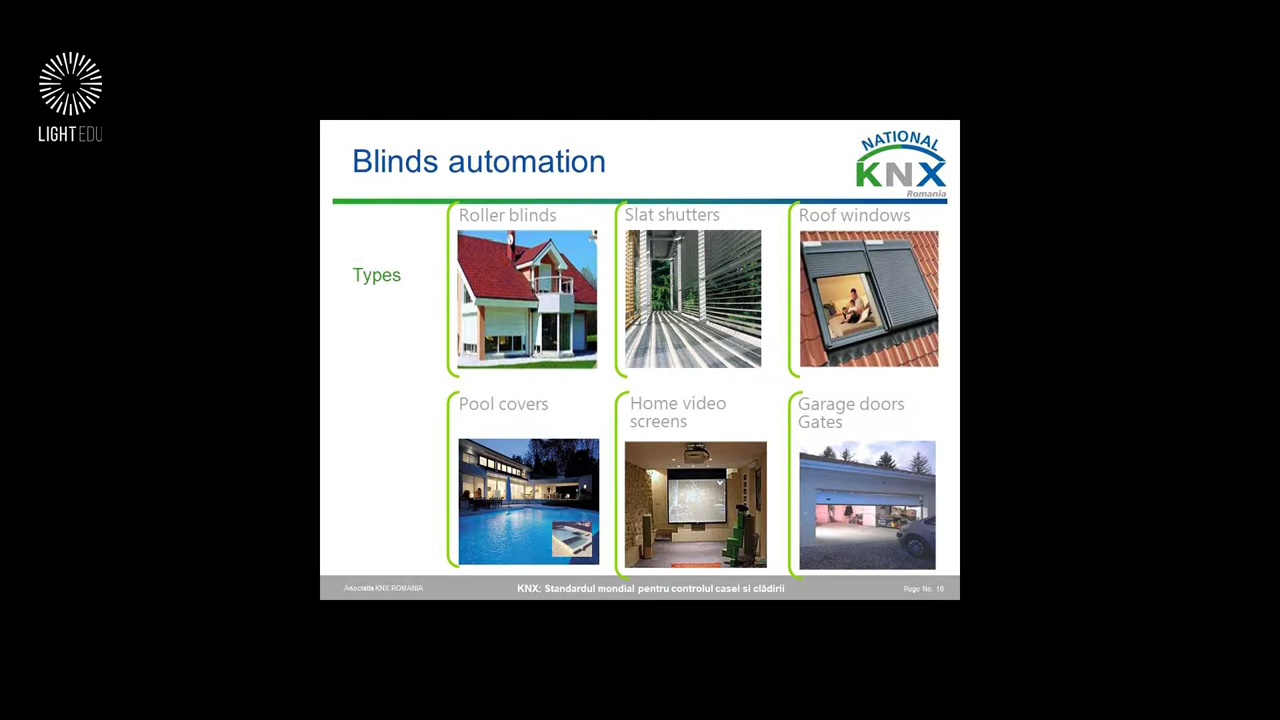 LIGHT EDU
Blinds automation
NATIONAL
KNX
Romania
Types
Roller blinds
Slat shutters
Roof windows
Pool covers
Home video
screens
Garage doors
Gates
Asociatia KNX ROMANIA
KNX: Standardul mondial pentru controlul casei si clădirii
Page No. 16